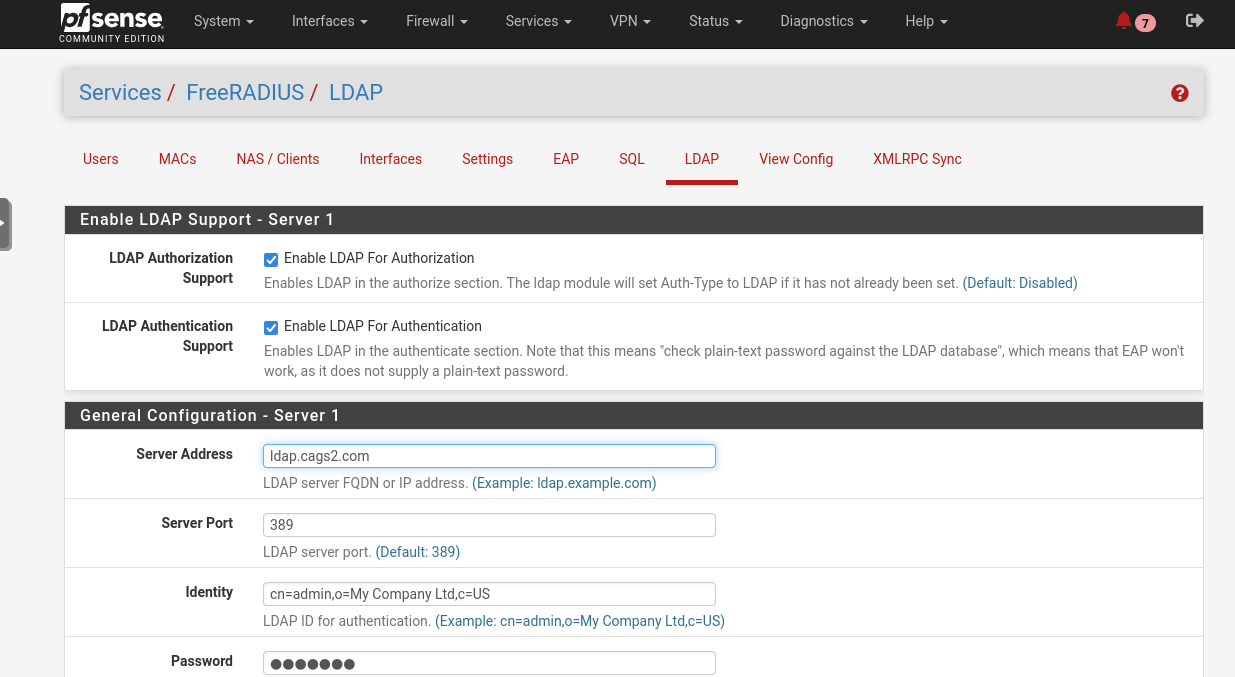 pfsense
COMMUNITY EDITION
System Interfaces Firewall Services VPN Status Diagnostics Help 7
Services / FreeRADIUS / LDAP ?
Users MACs NAS / Clients Interfaces Settings EAP SQL LDAP View Config XMLRPC Sync
Enable LDAP Support - Server 1
LDAP Authorization Support
Enable LDAP For Authorization
Enables LDAP in the authorize section. The ldap module will set Auth-Type to LDAP if it has not already been set. (Default: Disabled)
LDAP Authentication Support
Enable LDAP For Authentication
Enables LDAP in the authenticate section. Note that this means "check plain-text password against the LDAP database", which means that EAP won't
work, as it does not supply a plain-text password.
General Configuration - Server 1
Server Address ldap.cags2.com
LDAP server FQDN or IP address. (Example: ldap.example.com)
Server Port 389
LDAP server port. (Default: 389)
Identity cn=admin,o=My Company Ltd,c=US
LDAP ID for authentication. (Example: cn=admin,o=My Company Ltd,c=US)
Password ●●●●●●●